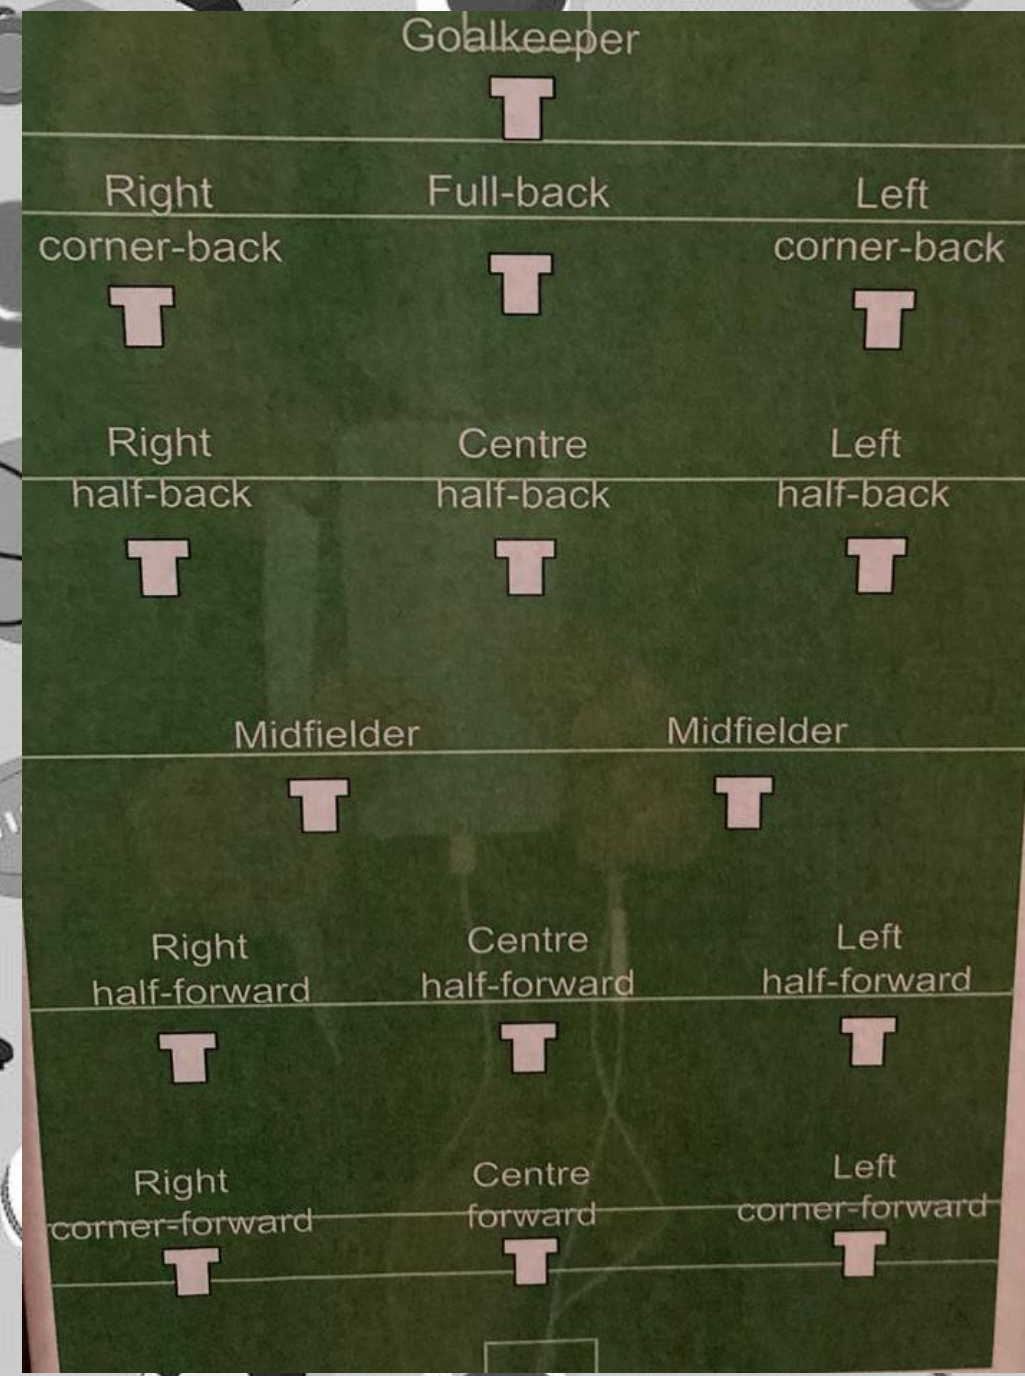 Goalkeeper
Right Full-back Left
corner-back corner-back
Right Centre Left
half-back half-back half-back
Midfielder Midfielder
Right Centre Left
half-forward half-forward half-forward
Right Centre Left
corner-forward forward corner-forward